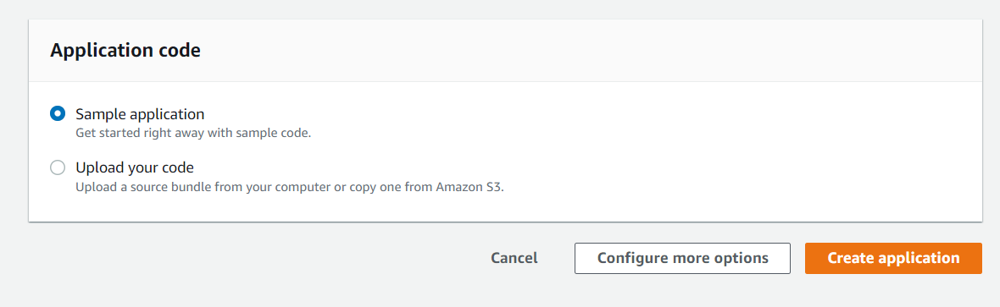 Application code
Sample application
Get started right away with sample code.
Upload your code
Upload a source bundle from your computer or copy one from Amazon S3.
Cancel
Configure more options
Create application